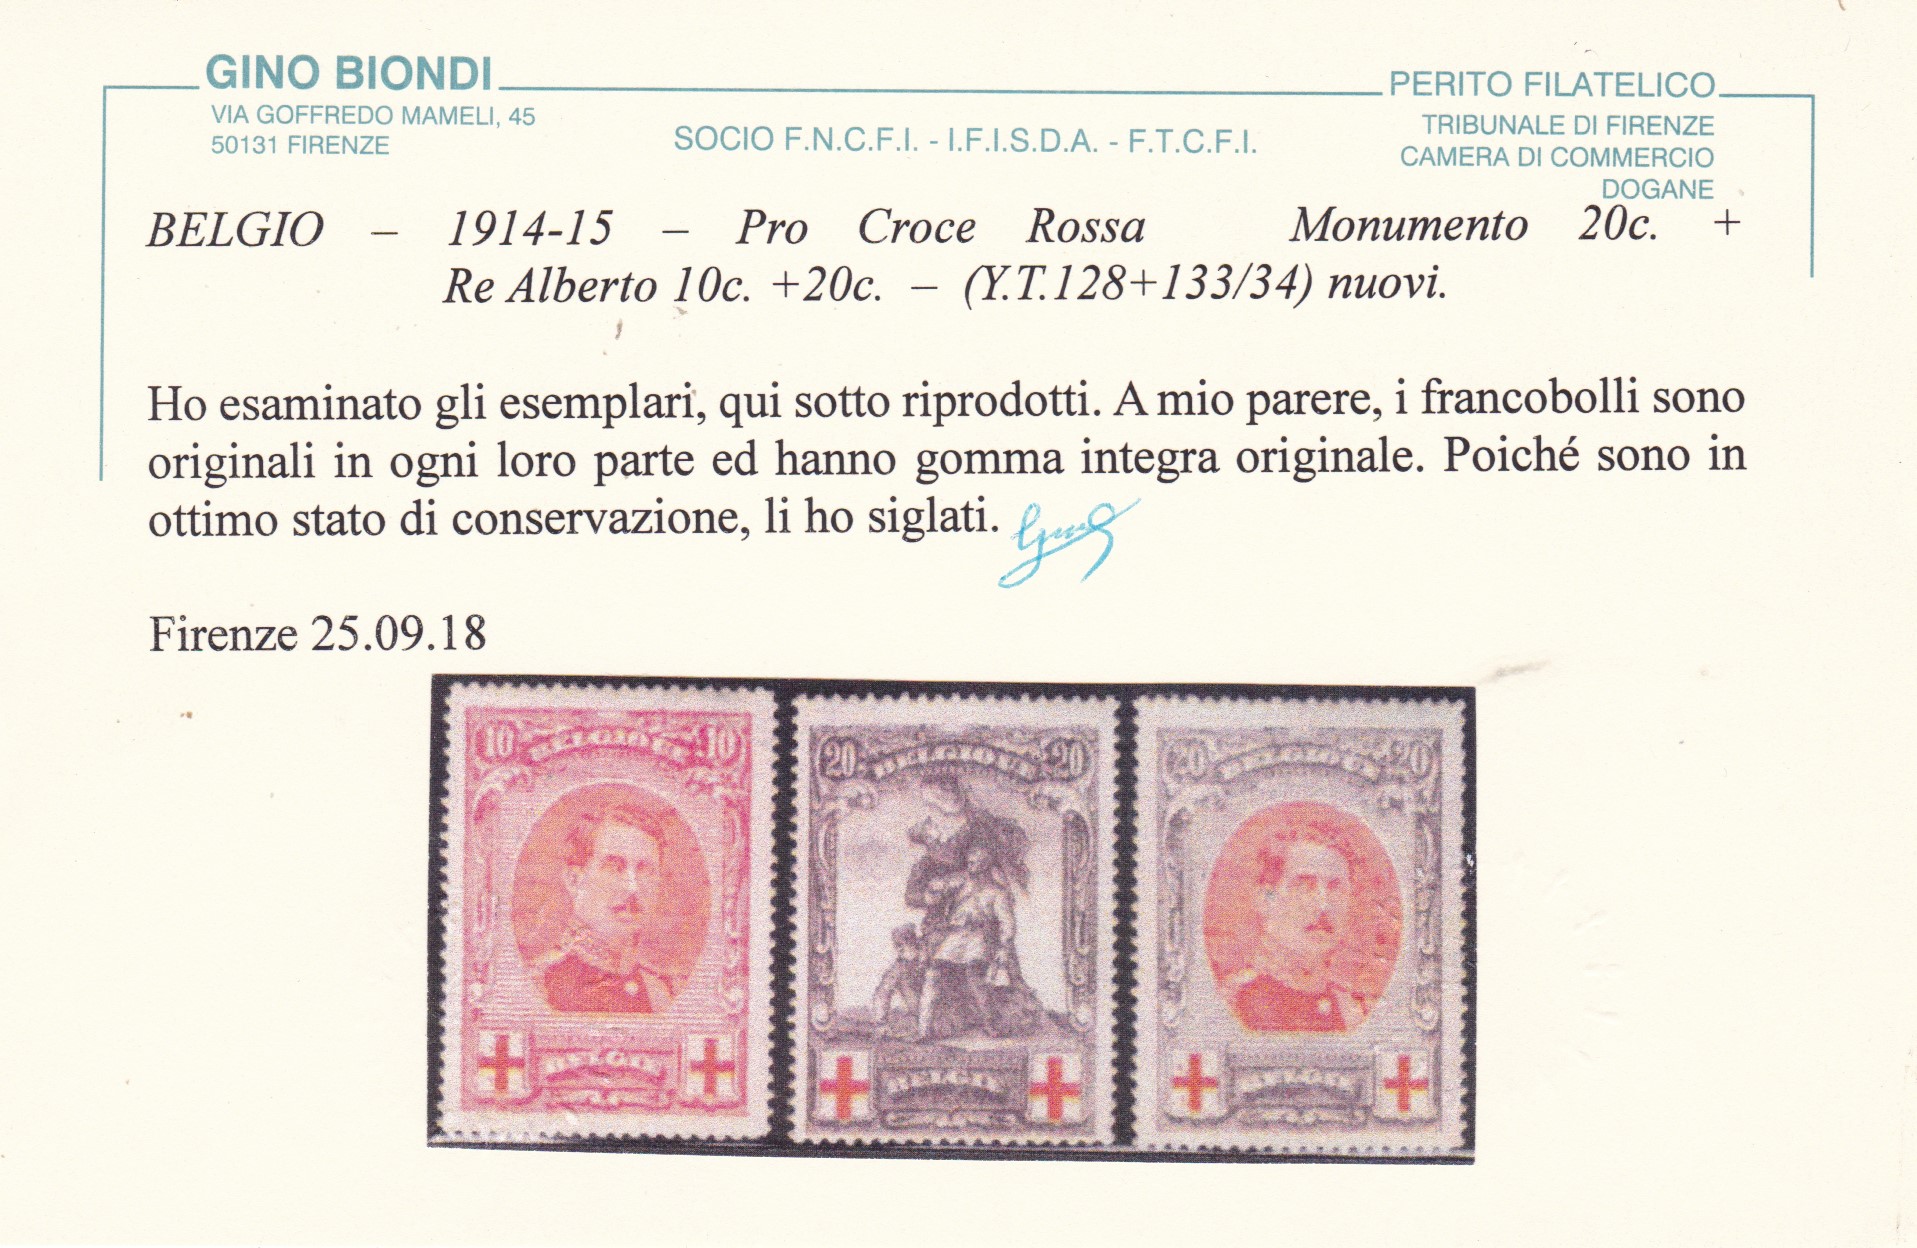 GINO BIONDI
VIA GOFFREDO MAMELI, 45
50131 FIRENZE
SOCIO F.N.C.F.I. - I.F.I.S.D.A. - F.T.C.F.I.
PERITO FILATELICO
TRIBUNALE DI FIRENZE
CAMERA DI COMMERCIO
DOGANE
BELGIO – 1914-15 – Pro Croce Rossa Monumento 20c. +
Re Alberto 10c. +20c. – (Y.T.128+133/34) nuovi.
Ho esaminato gli esemplari, qui sotto riprodotti. A mio parere, i francobolli sono
originali in ogni loro parte ed hanno gomma integra originale. Poiché sono in
ottimo stato di conservazione, li ho siglati.
Firenze 25.09.18
10 BELGIQUE 10
BELGIE
20 BELGIQUE 20
BELGIE
20 BELGIQUE 20
BELGIE